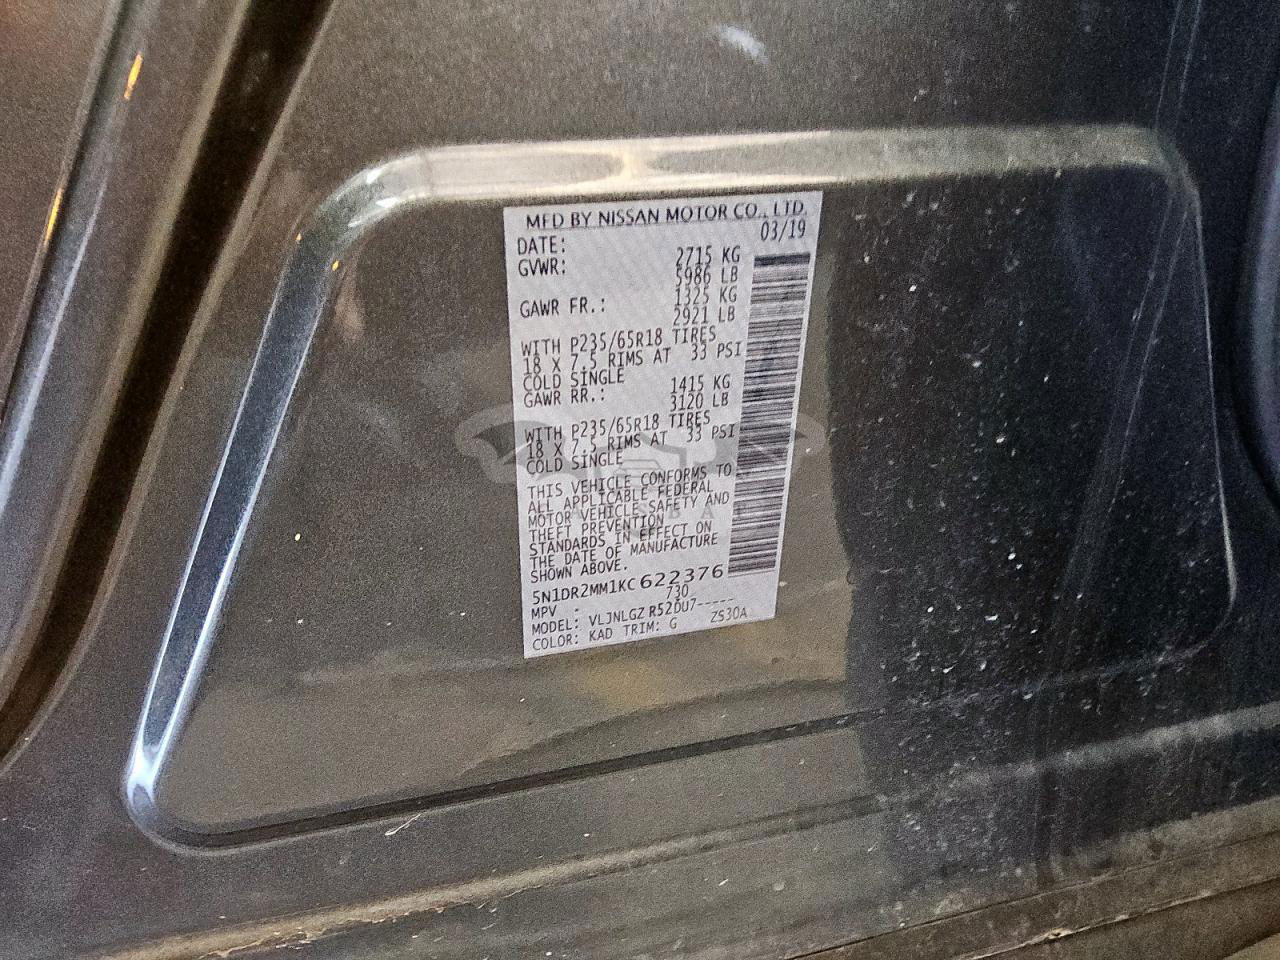 MFD BY NISSAN MOTOR CO., LTD.
DATE: 03/19
GVWR: 2715 KG
5986 LB
GAWR FR.: 1325 KG
2921 LB
WITH P235/65R18 TIRES
18 X 7.5 RIMS AT 33 PSI
COLD SINGLE
GAWR RR.: 1415 KG
3120 LB
WITH P235/65R18 TIRES
18 X 7.5 RIMS AT 33 PSI
COLD SINGLE
THIS VEHICLE CONFORMS TO
ALL APPLICABLE FEDERAL
MOTOR VEHICLE SAFETY AND
THEFT PREVENTION
STANDARDS IN EFFECT ON
THE DATE OF MANUFACTURE
SHOWN ABOVE.
5N1DR2MM1KC622376
MPV 730
MODEL: VLJNLGZ R52DU7-----
COLOR: KAD TRIM: G ZS30A